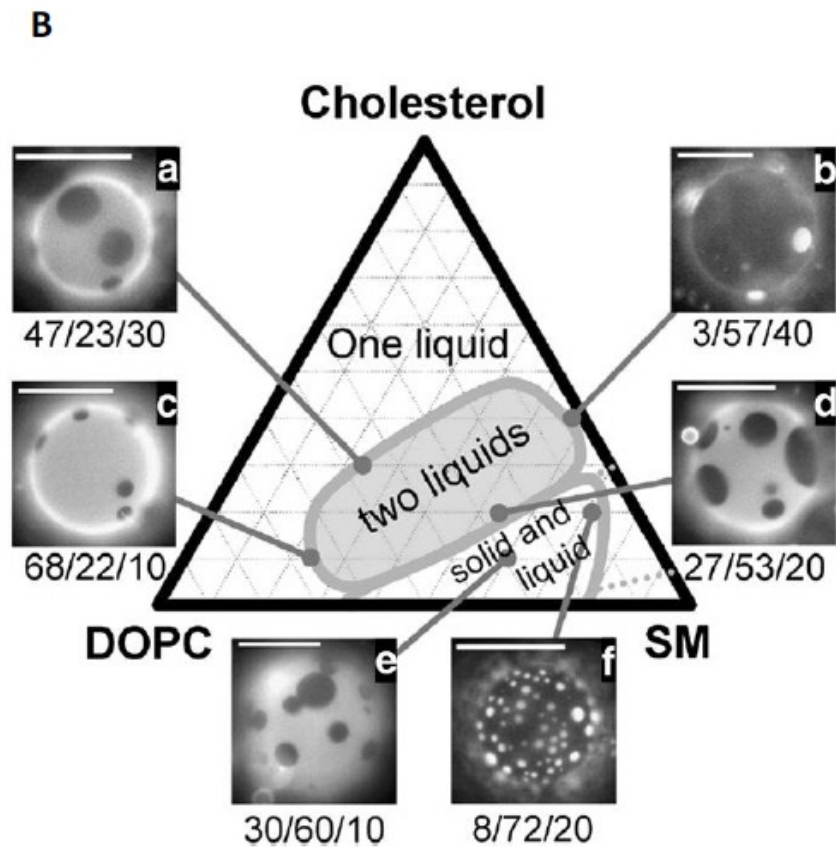 B
Cholesterol
a
b
47/23/30
3/57/40
One liquid
c
d
two liquids
68/22/10
solid and
liquid
27/53/20
DOPC
SM
e
f
30/60/10
8/72/20